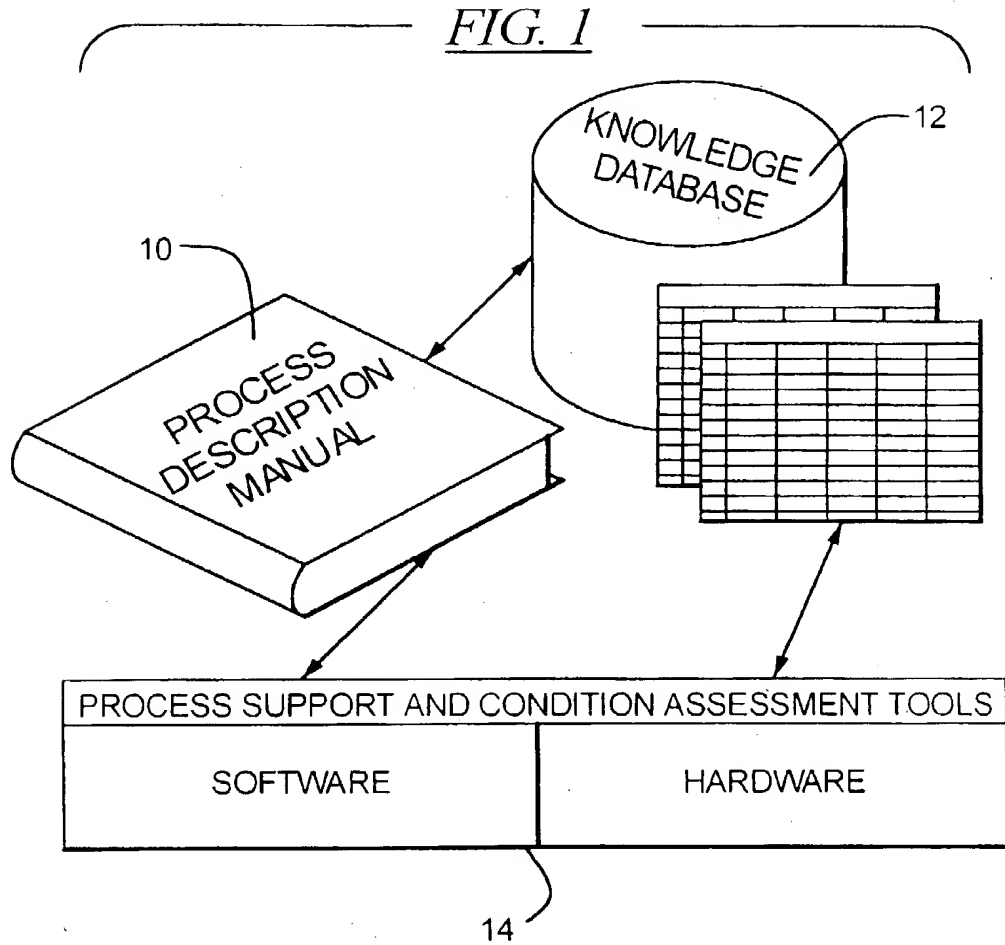 FIG. 1
KNOWLEDGE
DATABASE
12
10
PROCESS
DESCRIPTION
MANUAL
PROCESS SUPPORT AND CONDITION ASSESSMENT TOOLS
SOFTWARE
HARDWARE
14